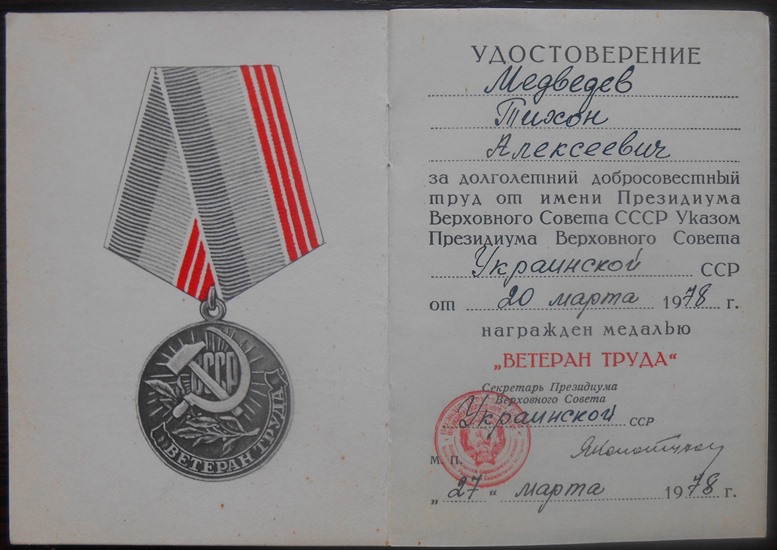 СССР
ВЕТЕРАН ТРУДА
УДОСТОВЕРЕНИЕ
Медведев
Тихон
Алексеевич
за долголетний добросовестный
труд от имени Президиума
Верховного Совета СССР Указом
Президиума Верховного Совета
Украинской ССР
от 20 марта 1978 г.
награжден медалью
„ВЕТЕРАН ТРУДА“
Секретарь Президиума
Верховного Совета
Украинской ССР
М. П.
„27“ марта 1978 г.